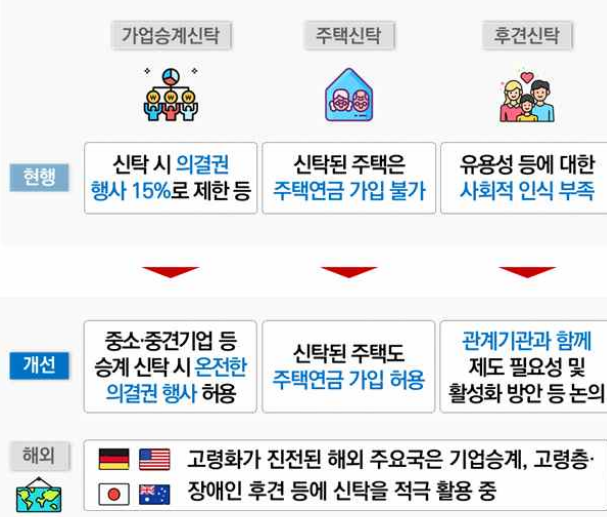 가업승계신탁
주택신탁
후견신탁
현행
신탁 시 의결권
행사 15%로 제한 등
신탁된 주택은
주택연금 가입 불가
유용성 등에 대한
사회적 인식 부족
개선
중소·중견기업 등
승계 신탁 시 온전한
의결권 행사 허용
신탁된 주택도
주택연금 가입 허용
관계기관과 함께
제도 필요성 및
활성화 방안 등 논의
해외
고령화가 진전된 해외 주요국은 기업승계, 고령층·
장애인 후견 등에 신탁을 적극 활용 중